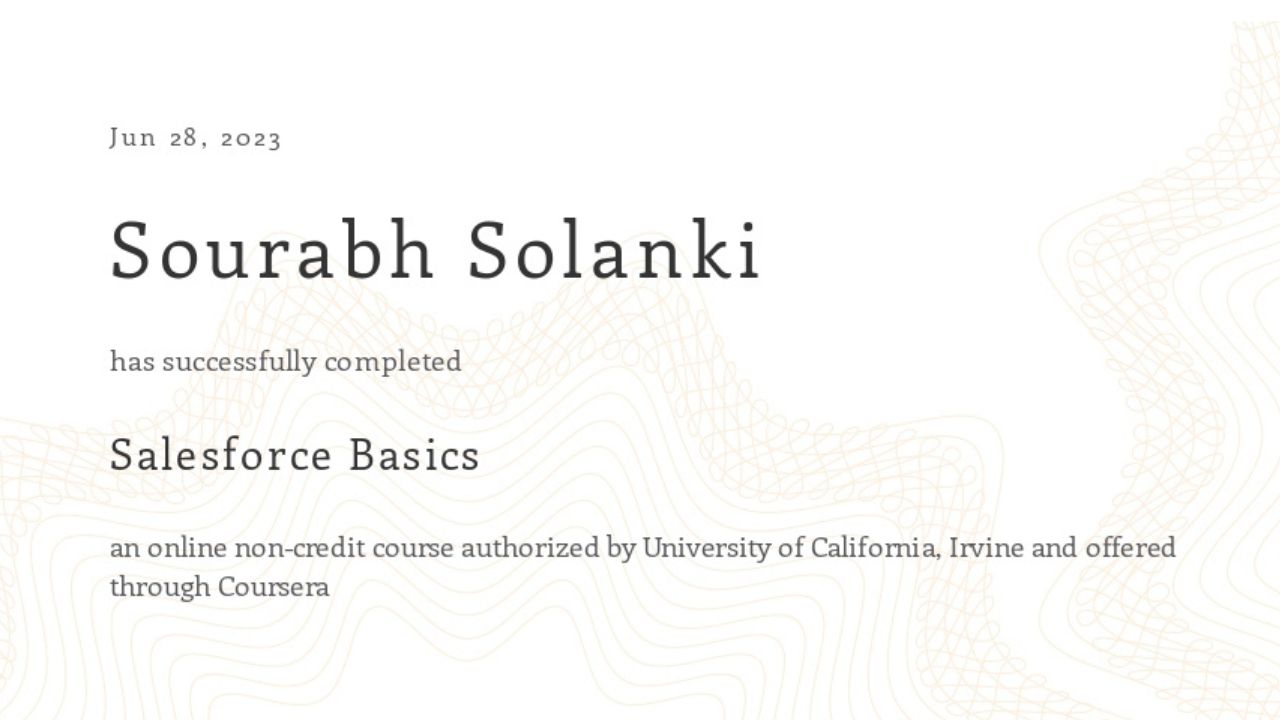 Jun 28, 2023
Sourabh Solanki
has successfully completed
Salesforce Basics
an online non-credit course authorized by University of California, Irvine and offered
through Coursera